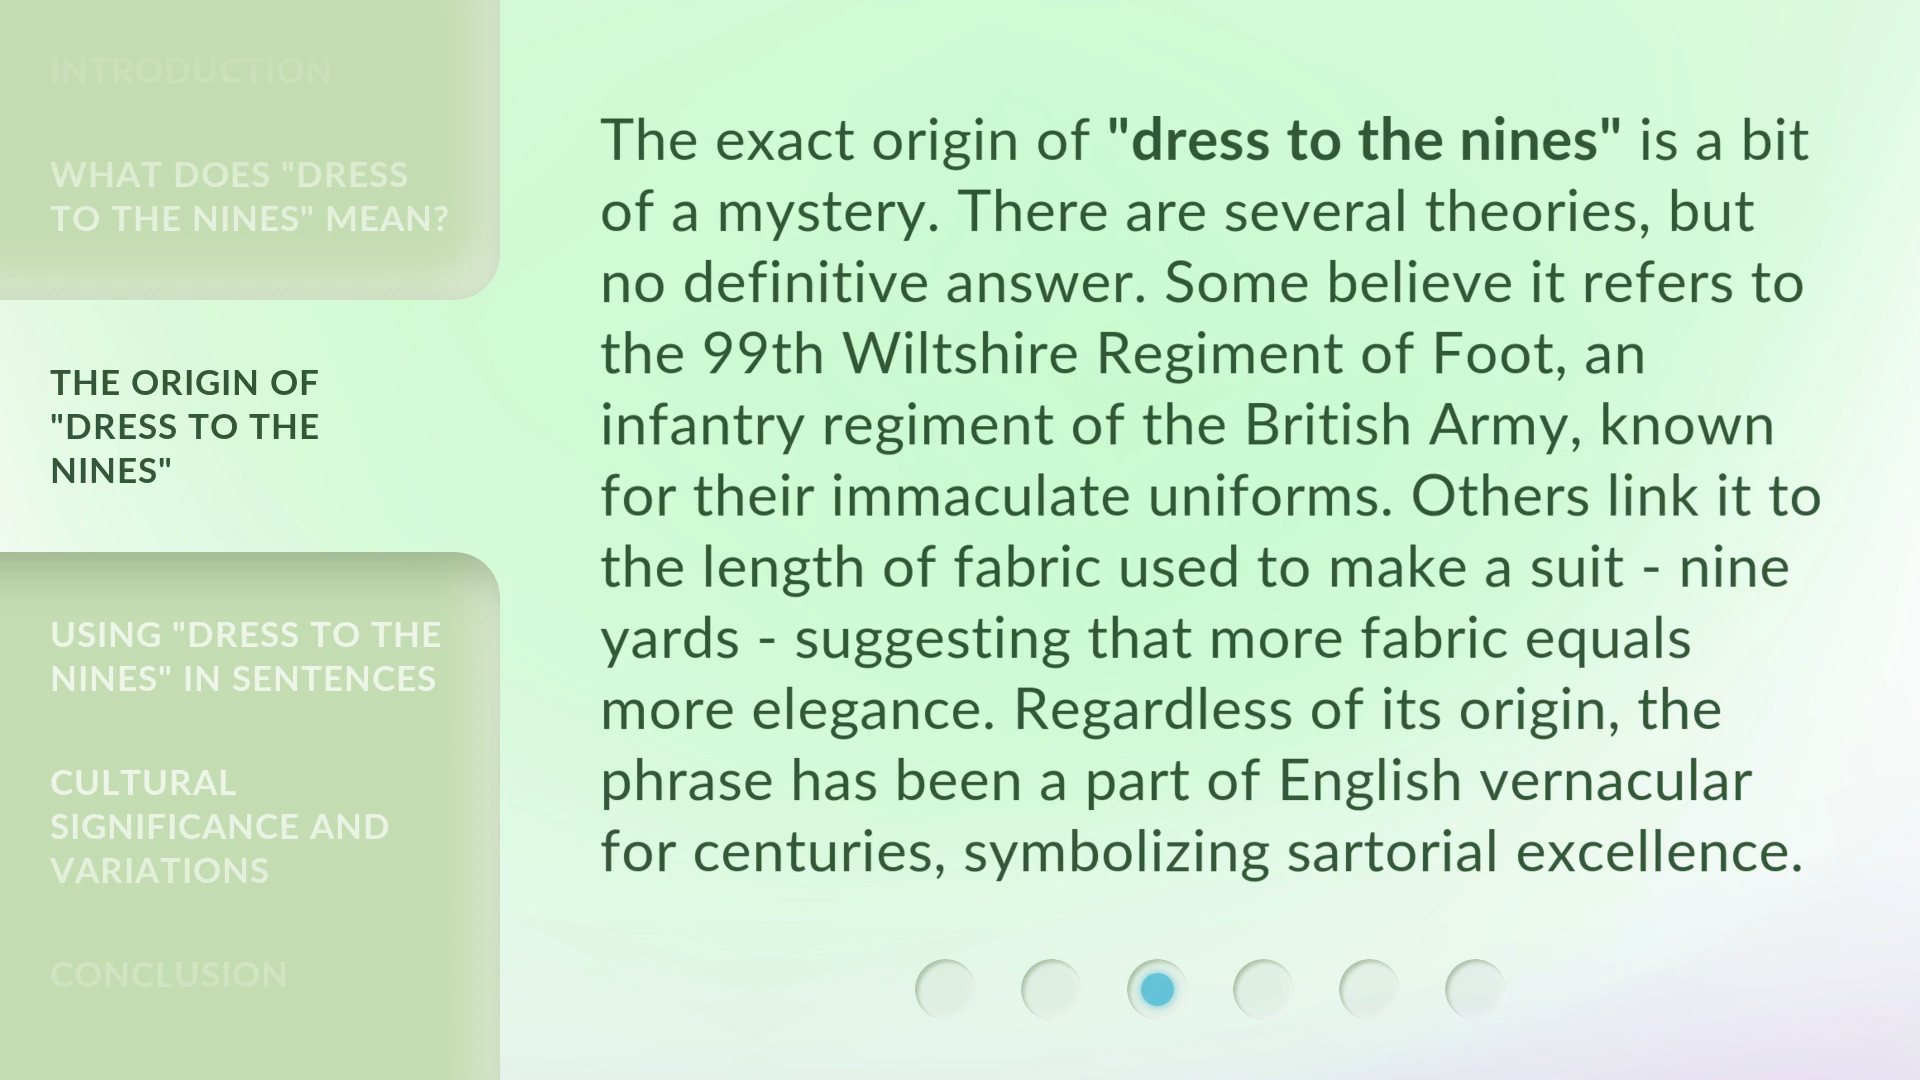 INTRODUCTION
WHAT DOES "DRESS
TO THE NINES" MEAN?
THE ORIGIN OF
"DRESS TO THE
NINES"
USING "DRESS TO THE
NINES" IN SENTENCES
CULTURAL
SIGNIFICANCE AND
VARIATIONS
CONCLUSION
The exact origin of "dress to the nines" is a bit
of a mystery. There are several theories, but
no definitive answer. Some believe it refers to
the 99th Wiltshire Regiment of Foot, an
infantry regiment of the British Army, known
for their immaculate uniforms. Others link it to
the length of fabric used to make a suit - nine
yards - suggesting that more fabric equals
more elegance. Regardless of its origin, the
phrase has been a part of English vernacular
for centuries, symbolizing sartorial excellence.